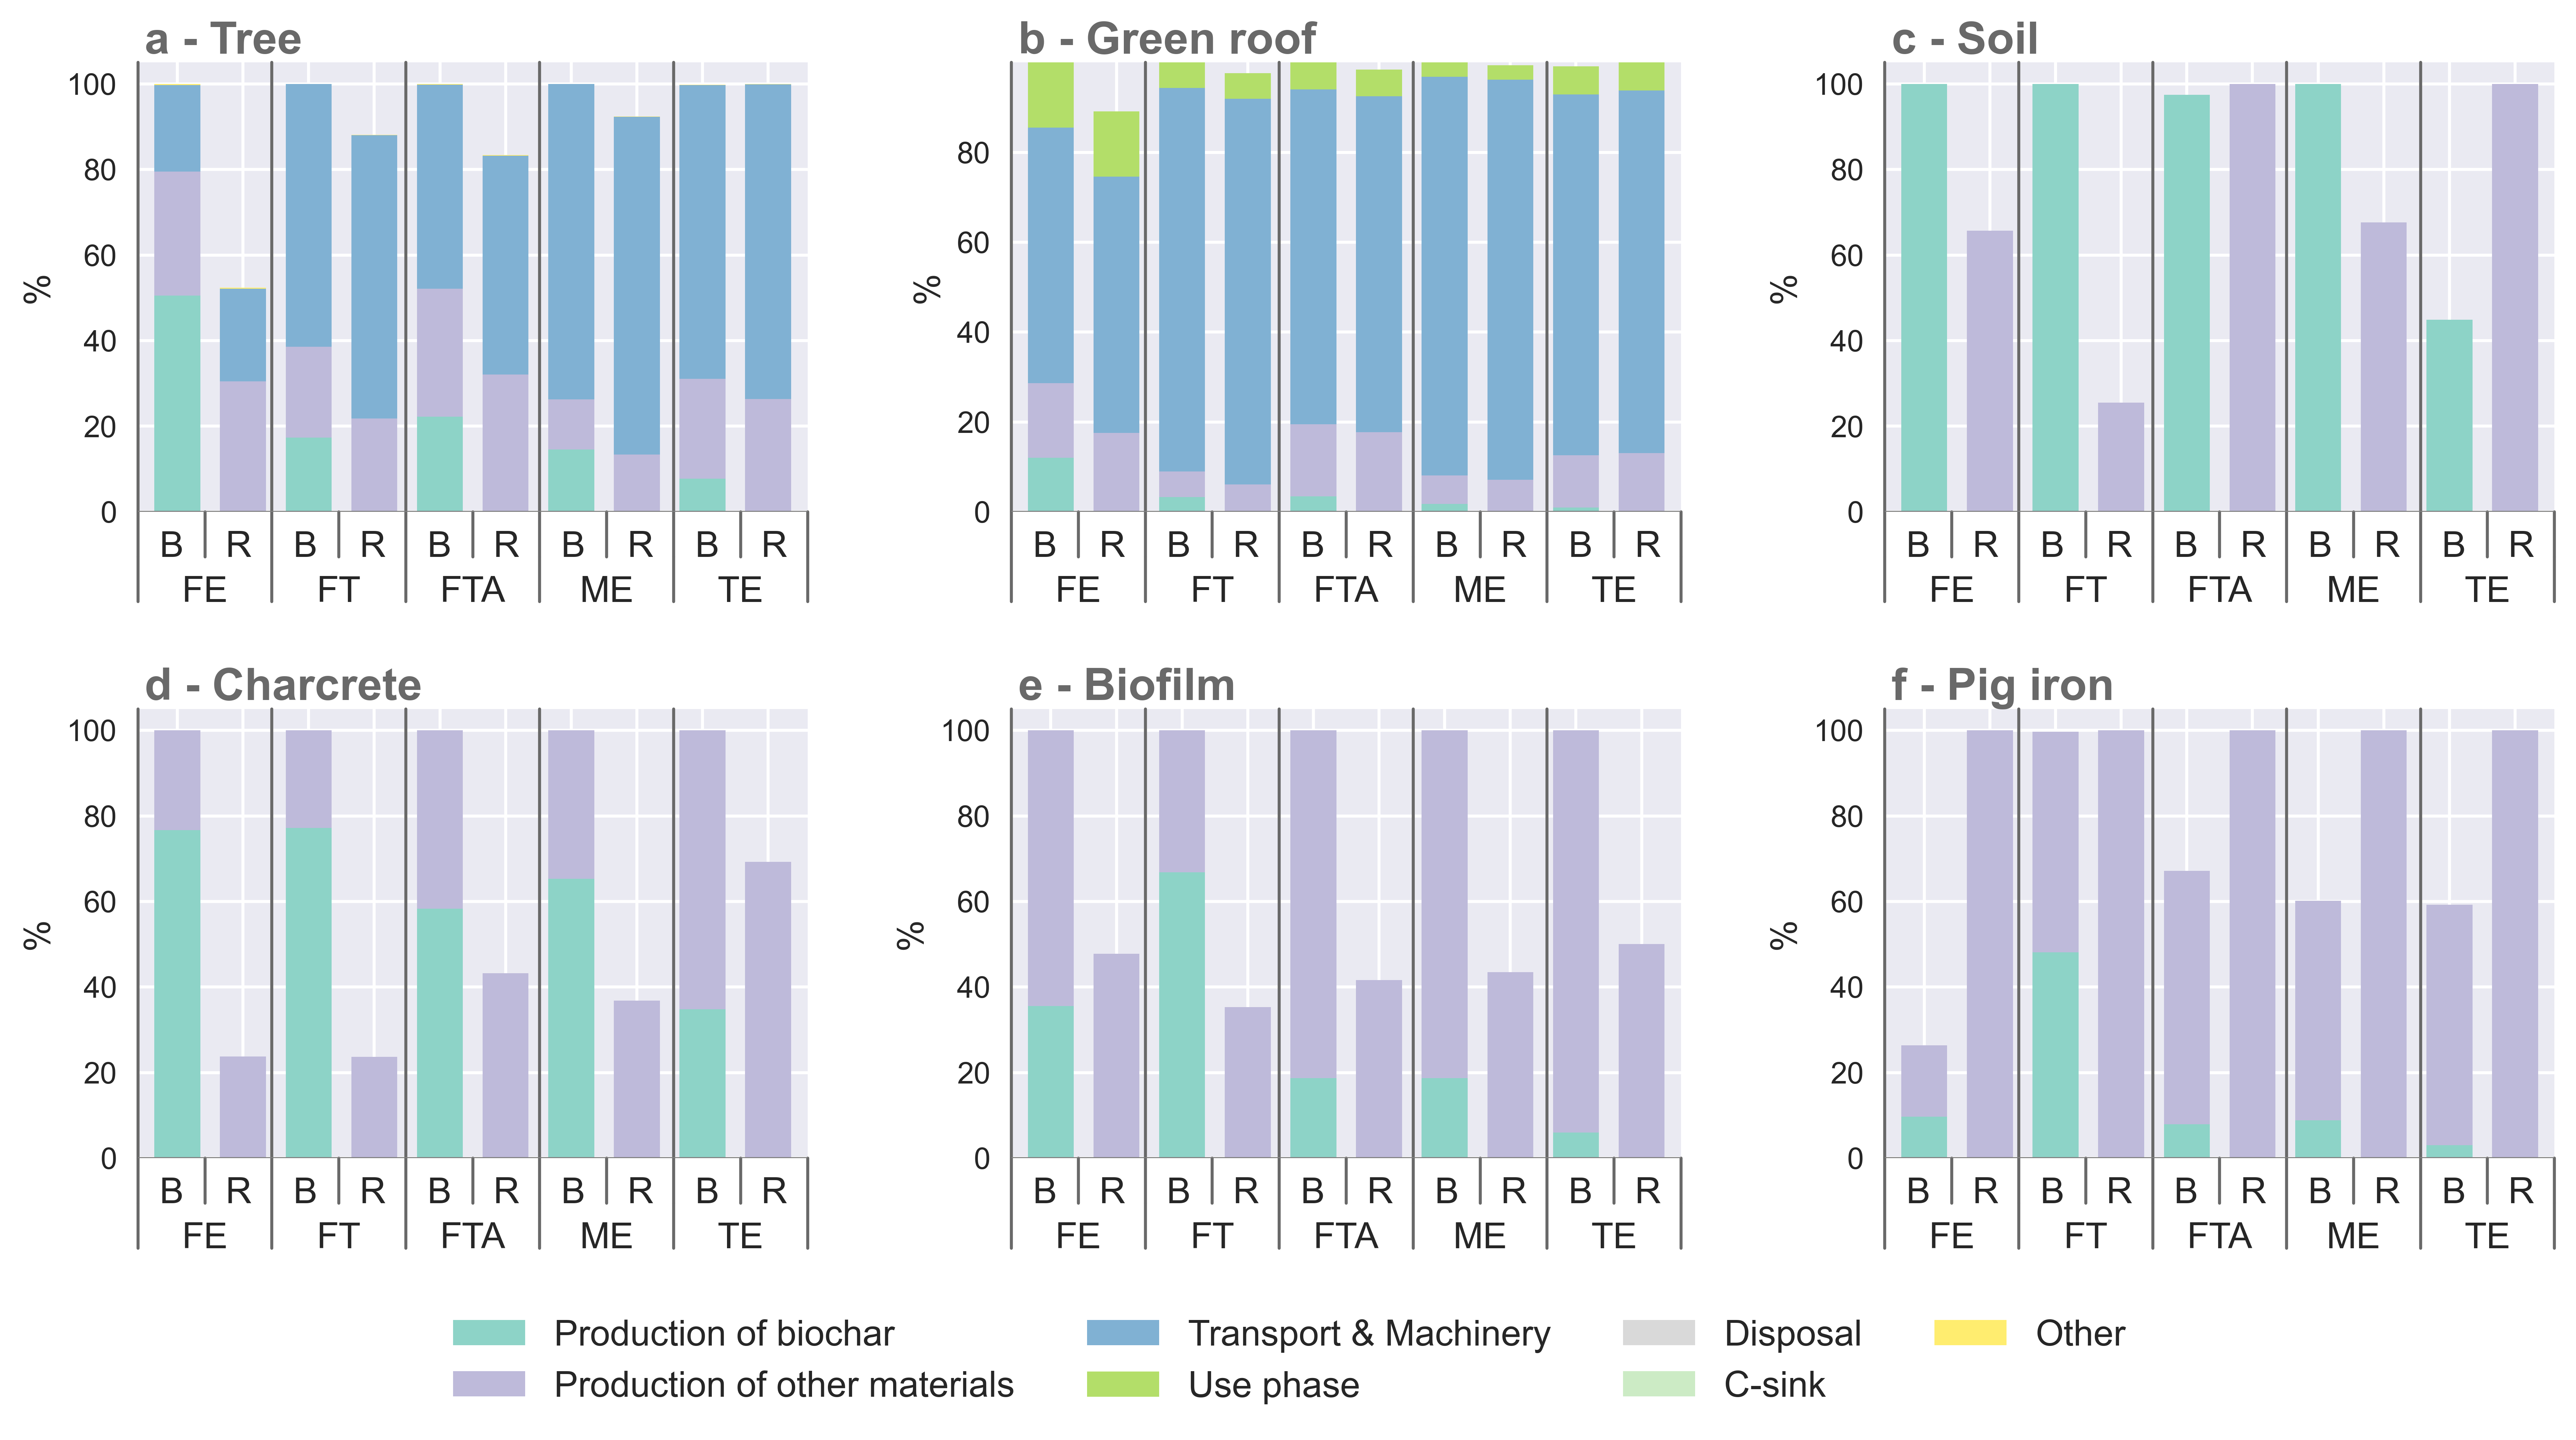 a - Tree
100
80
60
40
20
0
%
B R B R B R B R B R
FE FT FTA ME TE
b - Green roof
80
60
40
20
0
%
B R B R B R B R B R
FE FT FTA ME TE
c - Soil
100
80
60
40
20
0
%
B R B R B R B R B R
FE FT FTA ME TE
d - Charcrete
100
80
60
40
20
0
%
B R B R B R B R B R
FE FT FTA ME TE
e - Biofilm
100
80
60
40
20
0
%
B R B R B R B R B R
FE FT FTA ME TE
f - Pig iron
100
80
60
40
20
0
%
B R B R B R B R B R
FE FT FTA ME TE
Production of biochar
Production of other materials
Transport & Machinery
Use phase
Disposal
C-sink
Other